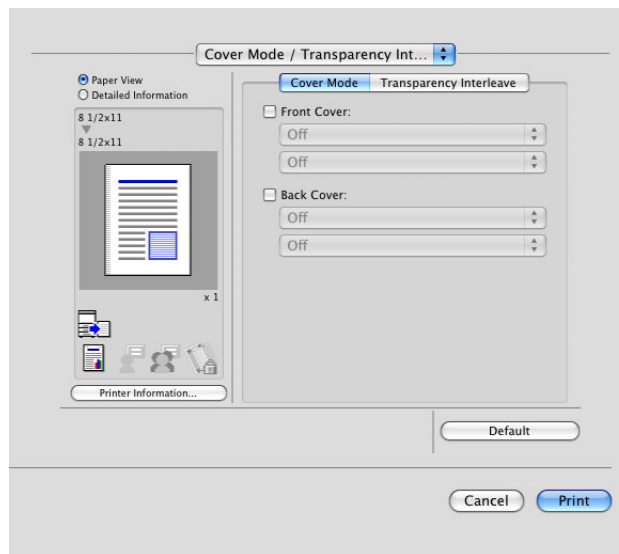 Cover Mode / Transparency Int...
Paper View
Detailed Information
8 1/2x11
8 1/2x11
x 1
Printer Information...
Cover Mode
Transparency Interleave
Front Cover:
Off
Off
Back Cover:
Off
Off
Default
Cancel
Print